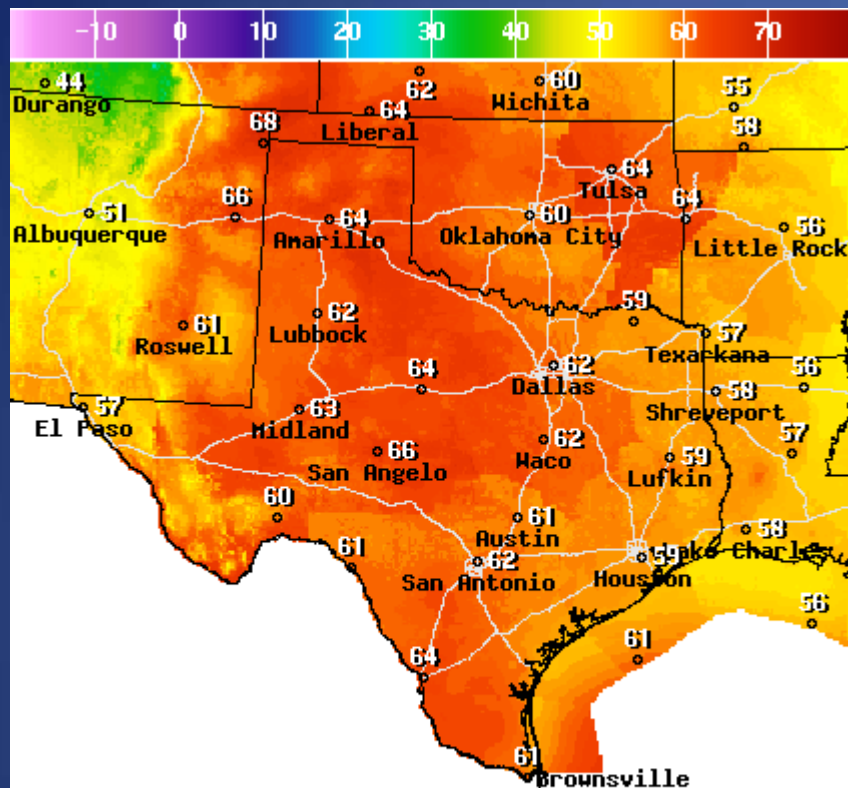 -10 0 10 20 30 40 50 60 70
44
Durango
62
60
Wichita
55
64
Liberal
68
58
64
Tulsa
51
Albuquerque
66
64
Amarillo
60
Oklahoma City
64
56
Little Rock
61
Roswell
62
Lubbock
59
57
Texarkana
62
Dallas
64
56
58
Shreveport
57
El Paso
63
Midland
62
Waco
57
66
San Angelo
59
Lufkin
60
61
Austin
58
Lake Charles
61
62
San Antonio
59
Houston
56
64
61
61
Brownsville